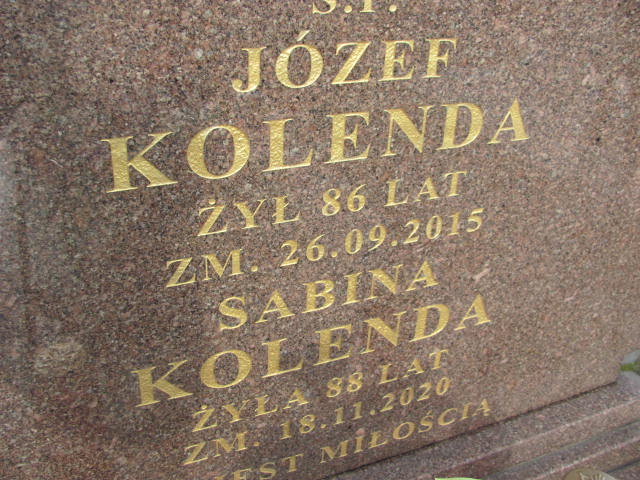 Ś.P.
JÓZEF
KOLENDA
ŻYŁ 86 LAT
ZM. 26.09.2015
SABINA
KOLENDA
ŻYŁA 88 LAT
ZM. 18.11.2020
JEST MIŁOŚCIĄ